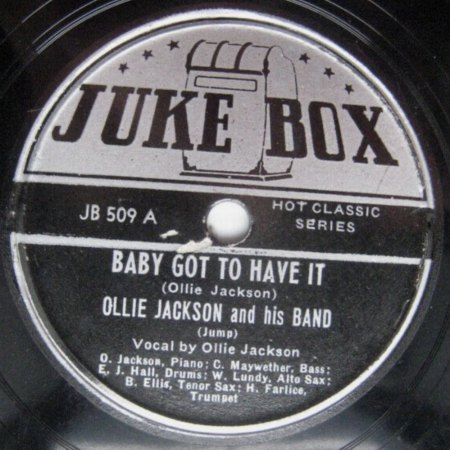 JUKE BOX
JB 509 A
HOT CLASSIC
SERIES
BABY GOT TO HAVE IT
(Ollie Jackson)
OLLIE JACKSON and his BAND
(Jump)
Vocal by Ollie Jackson
O. Jackson, Piano; C. Maywether, Bass;
E. J. Hall, Drums; W. Lundy, Alto Sax;
B. Ellis, Tenor Sax; H. Farlice,
Trumpet